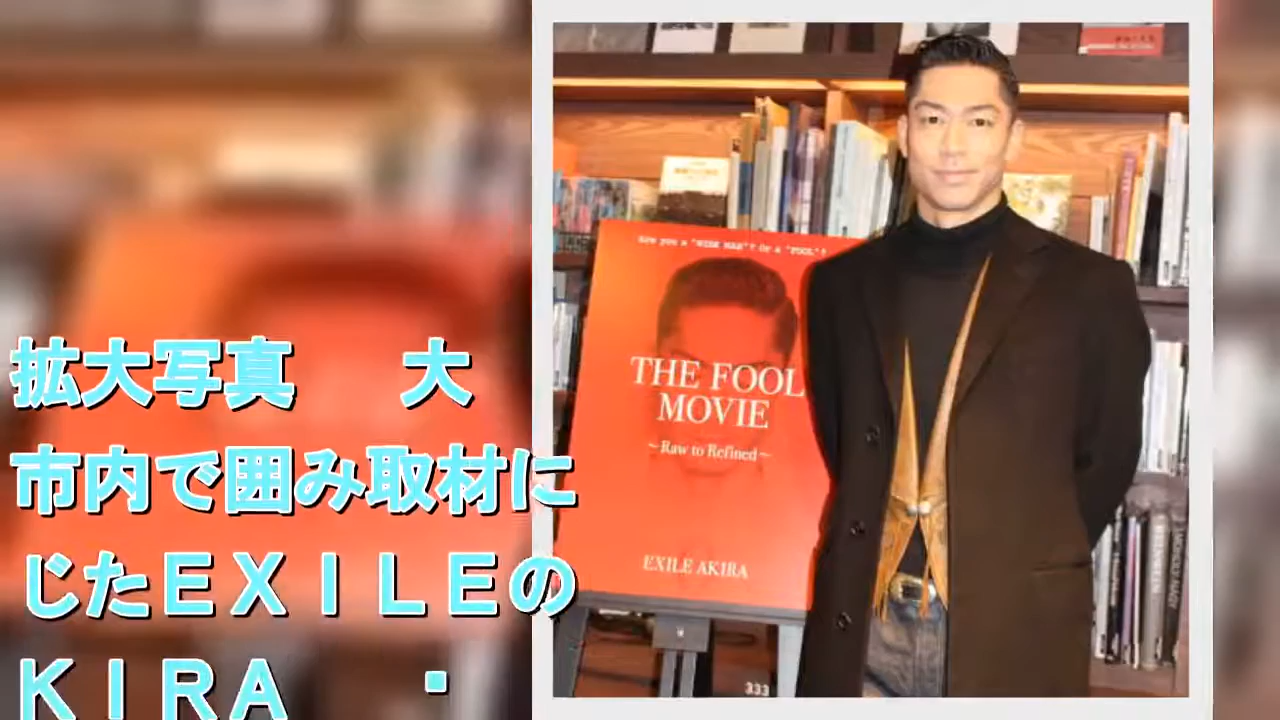 拡大写真 大
市内で囲み取材に
じたＥＸＩＬＥの
ＫＩＲＡ
Are you a "WISE MAN"? Or a "FOOL"?
THE FOOL
MOVIE
～Raw to Refined～
EXILE AKIRA
333